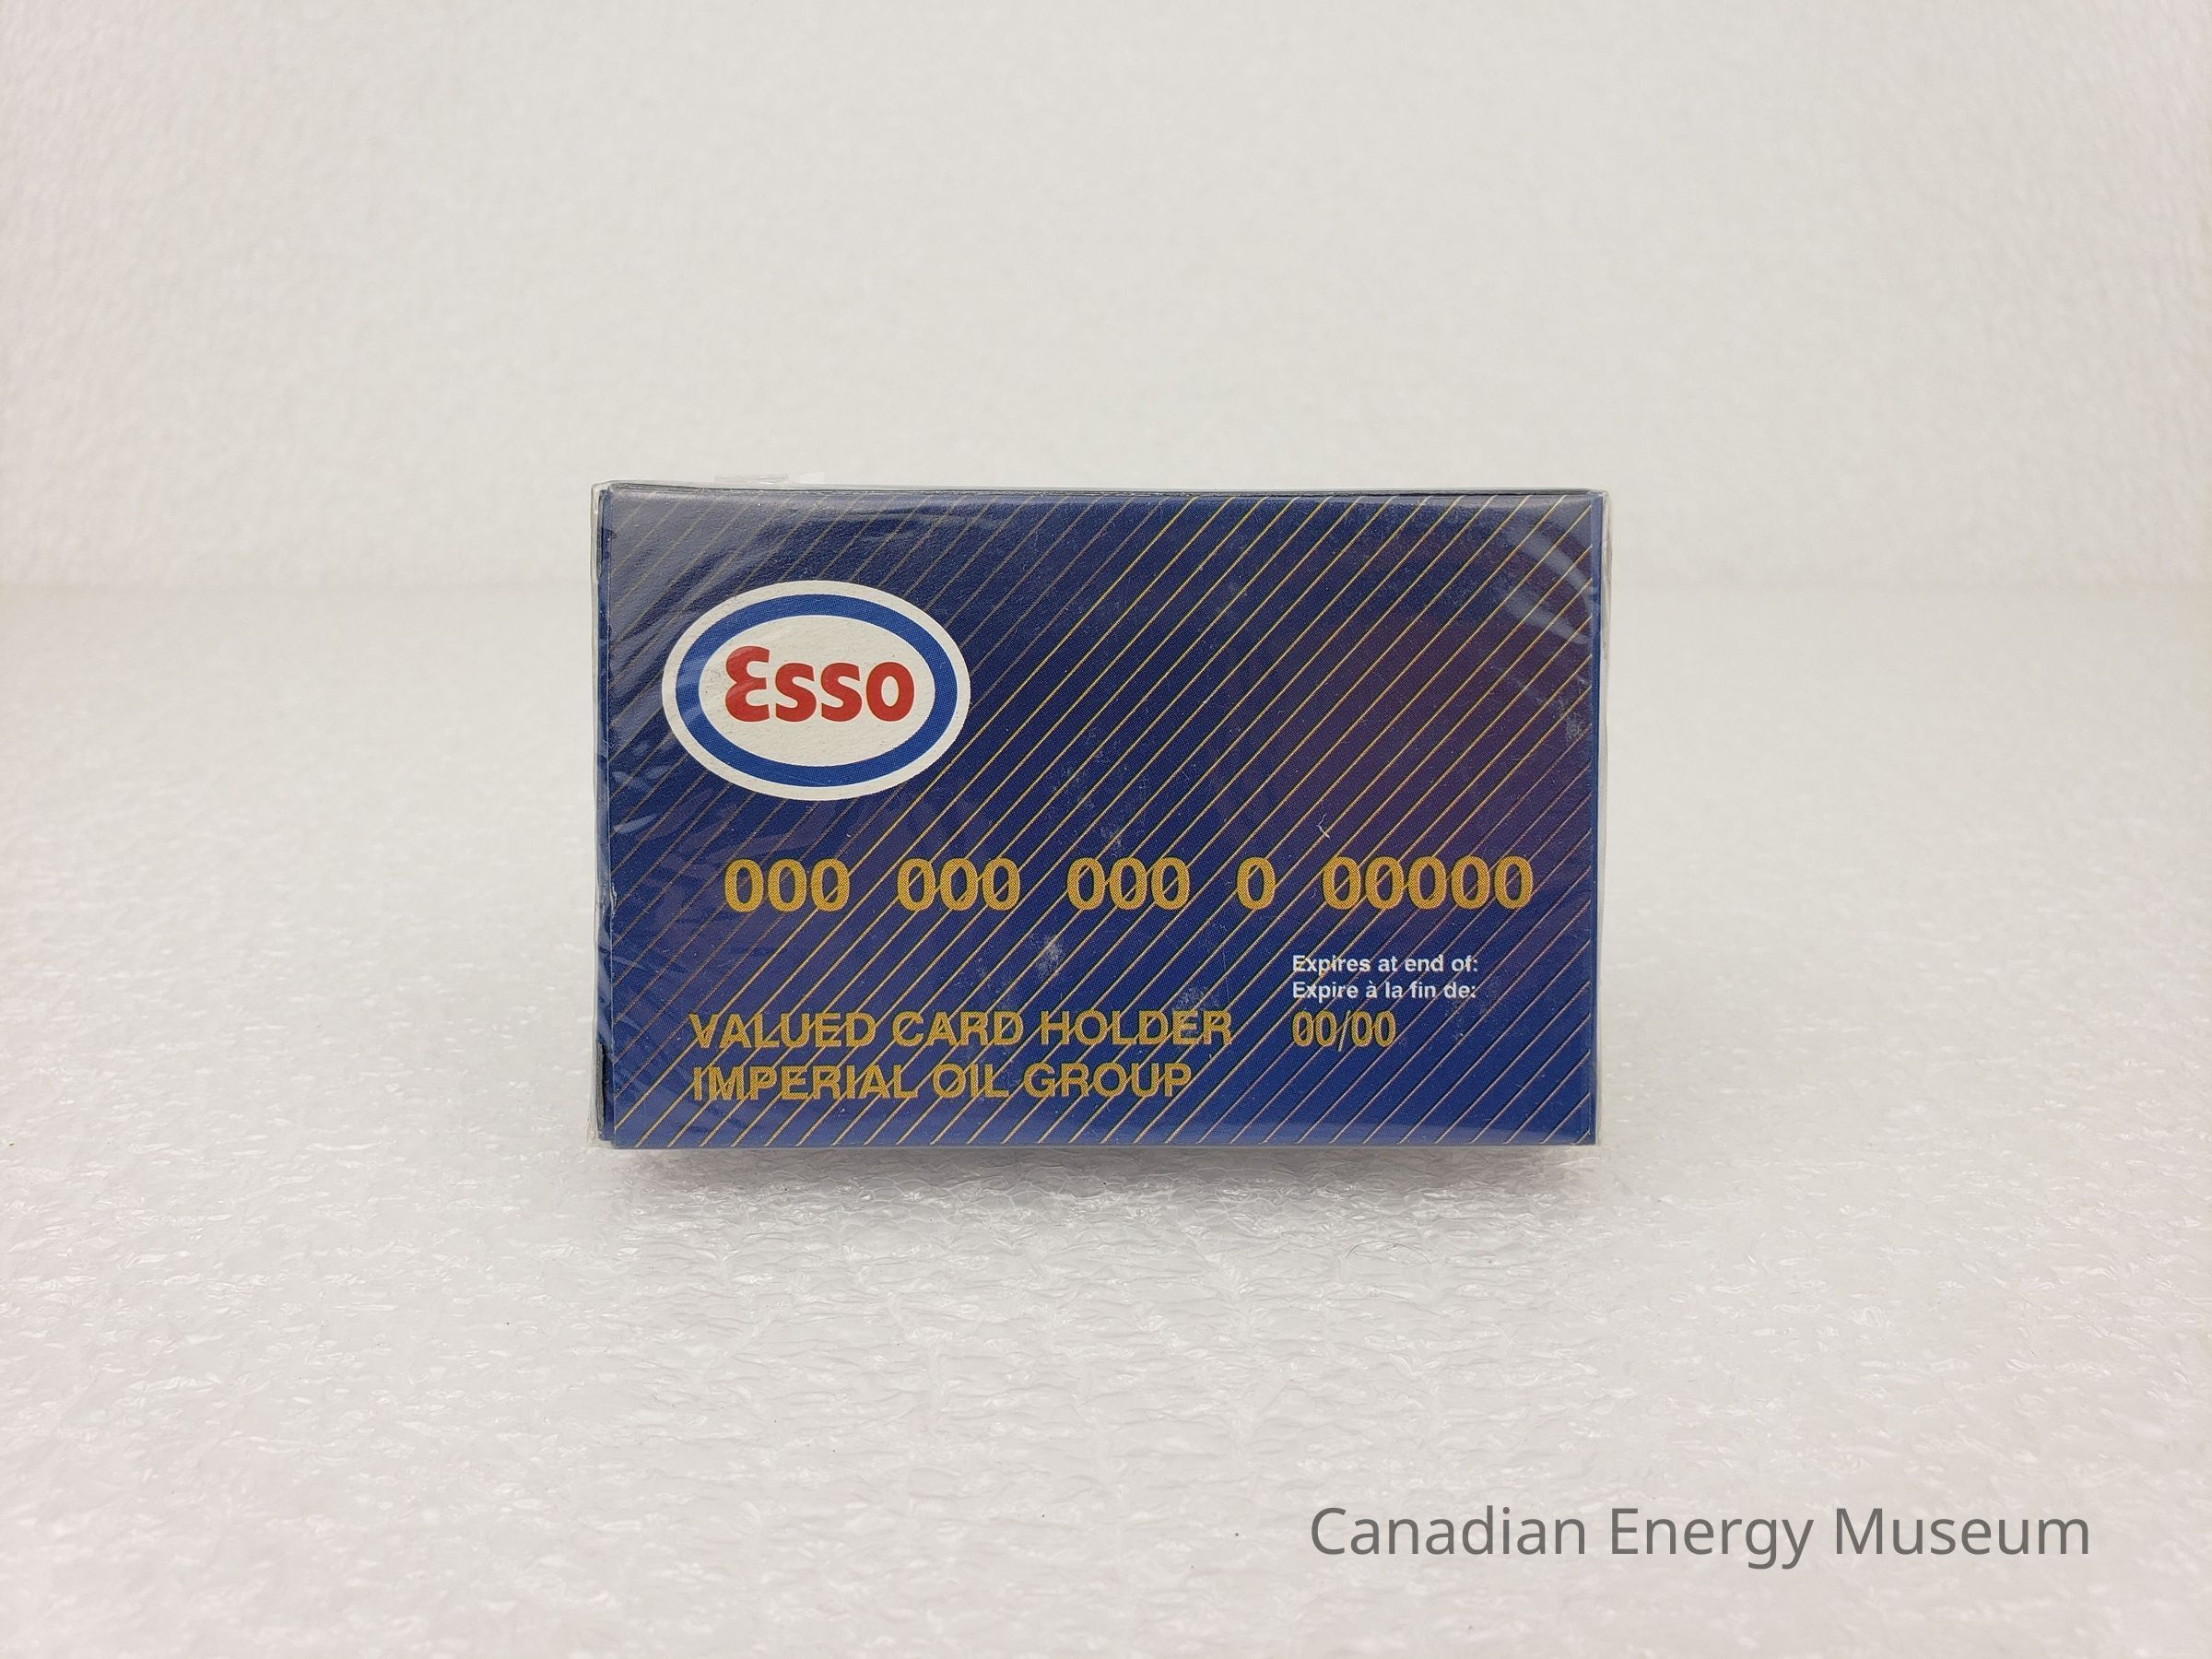 Esso
000 000 000 0 00000
Expires at end of:
Expire à la fin de:
VALUED CARD HOLDER 00/00
IMPERIAL OIL GROUP
Canadian Energy Museum